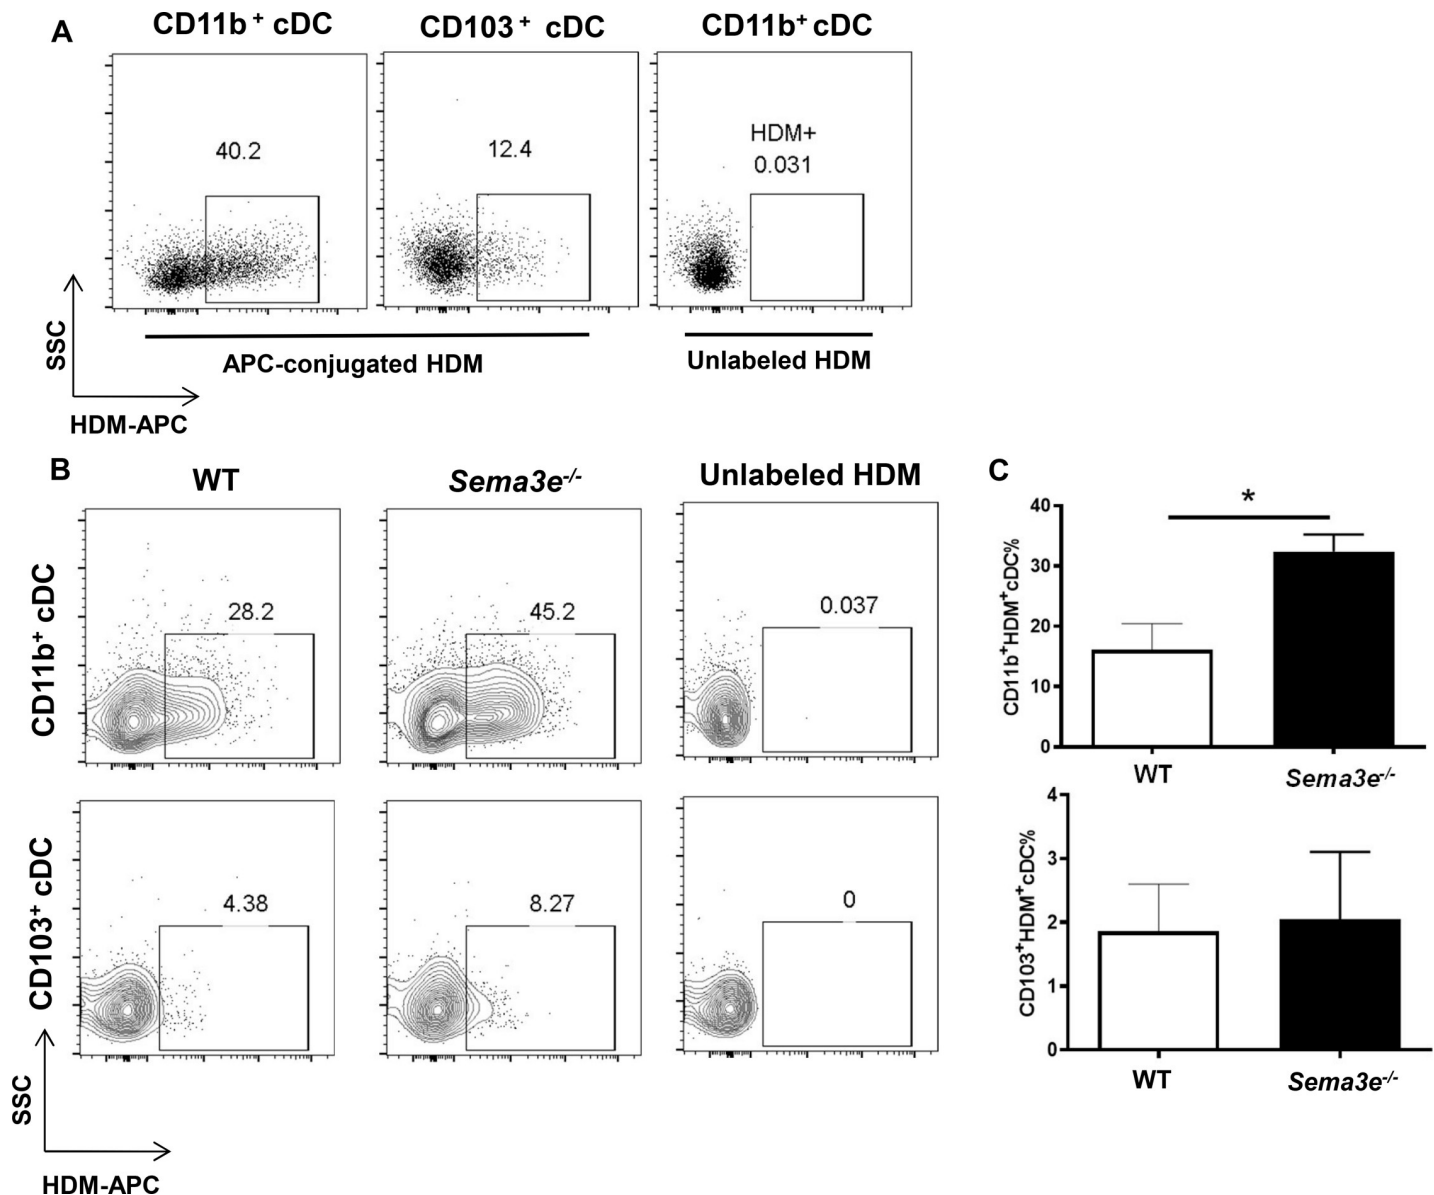 A
CD11b + cDC
CD103 + cDC
CD11b+ cDC
40.2
12.4
HDM+
0.031
SSC
HDM-APC
APC-conjugated HDM
Unlabeled HDM
B
WT
Sema3e-/-
Unlabeled HDM
CD11b+ cDC
28.2
45.2
0.037
CD103+ cDC
4.38
8.27
0
SSC
HDM-APC
C
*
CD11b+HDM+cDC%
40
30
20
10
0
WT
Sema3e-/-
CD103+HDM+cDC%
4
3
2
1
0
WT
Sema3e-/-